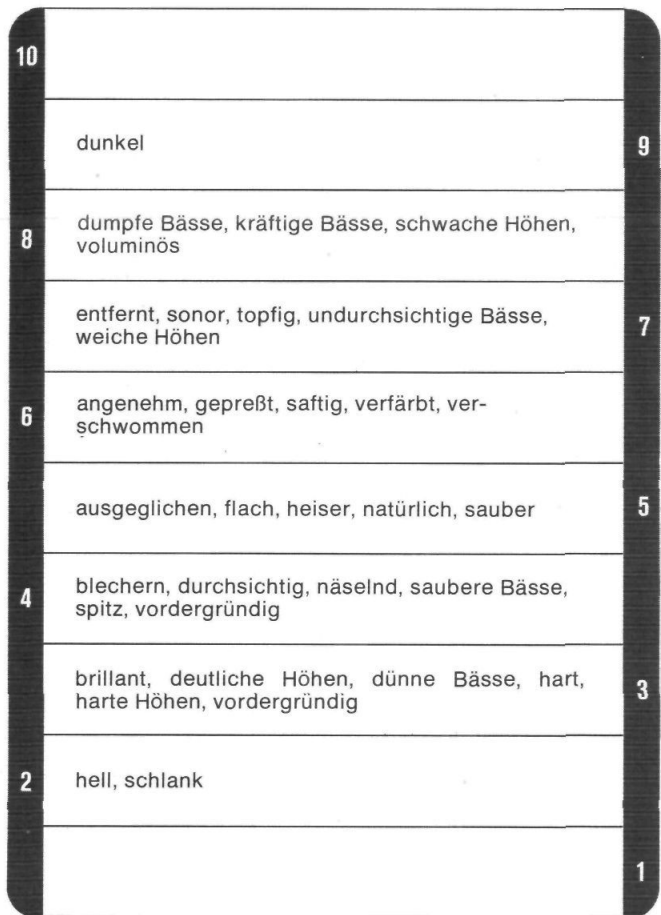 10
dunkel
9
8
dumpfe Bässe, kräftige Bässe, schwache Höhen,
voluminös
entfernt, sonor, topfig, undurchsichtige Bässe,
weiche Höhen
7
6
angenehm, gepreßt, saftig, verfärbt, ver-
schwommen
ausgeglichen, flach, heiser, natürlich, sauber
5
4
blechern, durchsichtig, näselnd, saubere Bässe,
spitz, vordergründig
brillant, deutliche Höhen, dünne Bässe, hart,
harte Höhen, vordergründig
3
2
hell, schlank
1